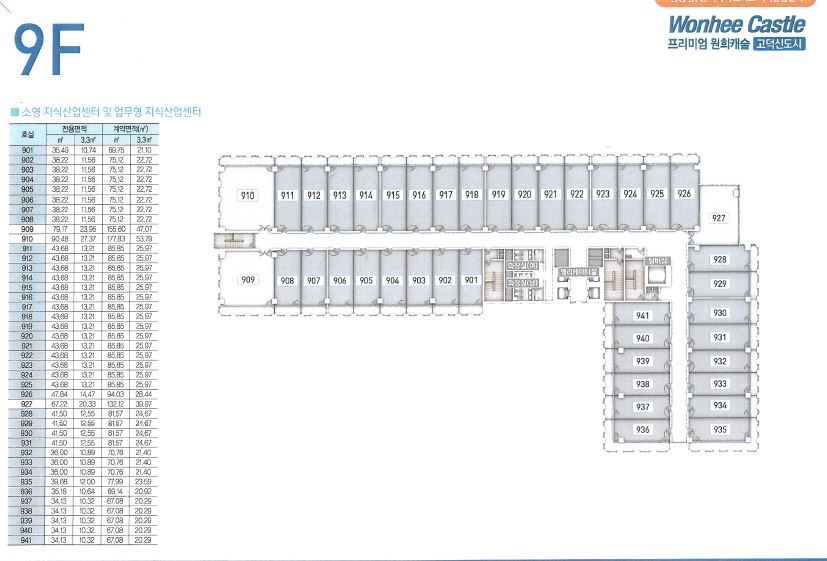 Wonhee Castle
프리미엄 원희캐슬 고덕신도시
9F
■ 소형 지식산업센터 및 업무형 지식산업센터
호실 전용면적 계약면적(㎡)
㎡ 3.3㎡ ㎡ 3.3㎡
901 35.49 10.74 69.75 21.10
902 38.22 11.56 75.12 22.72
903 38.22 11.56 75.12 22.72
904 38.22 11.56 75.12 22.72
905 38.22 11.56 75.12 22.72
906 38.22 11.56 75.12 22.72
907 38.22 11.56 75.12 22.72
908 38.22 11.56 75.12 22.72
909 79.17 23.95 155.60 47.07
910 90.48 27.37 177.83 53.79
911 43.68 13.21 85.85 25.97
912 43.68 13.21 85.85 25.97
913 43.68 13.21 85.85 25.97
914 43.68 13.21 85.85 25.97
915 43.68 13.21 85.85 25.97
916 43.68 13.21 85.85 25.97
917 43.68 13.21 85.85 25.97
918 43.68 13.21 85.85 25.97
919 43.68 13.21 85.85 25.97
920 43.68 13.21 85.85 25.97
921 43.68 13.21 85.85 25.97
922 43.68 13.21 85.85 25.97
923 43.68 13.21 85.85 25.97
924 43.68 13.21 85.85 25.97
925 43.68 13.21 85.85 25.97
926 47.84 14.47 94.03 28.44
927 67.22 20.33 132.12 39.97
928 41.50 12.55 81.57 24.67
929 41.50 12.55 81.57 24.67
930 41.50 12.55 81.57 24.67
931 41.50 12.55 81.57 24.67
932 36.00 10.89 70.76 21.40
933 36.00 10.89 70.76 21.40
934 36.00 10.89 70.76 21.40
935 39.68 12.00 77.99 23.59
936 35.18 10.64 69.14 20.92
937 34.13 10.32 67.08 20.29
938 34.13 10.32 67.08 20.29
939 34.13 10.32 67.08 20.29
940 34.13 10.32 67.08 20.29
941 34.13 10.32 67.08 20.29
910 911 912 913 914 915 916 917 918 919 920 921 922 923 924 925 926
927
909 908 907 906 905 904 903 902 901
화장실(여)
화장실(남)
엘리베이터홀
928
929
941 930
940 931
939 932
938 933
937 934
936 935